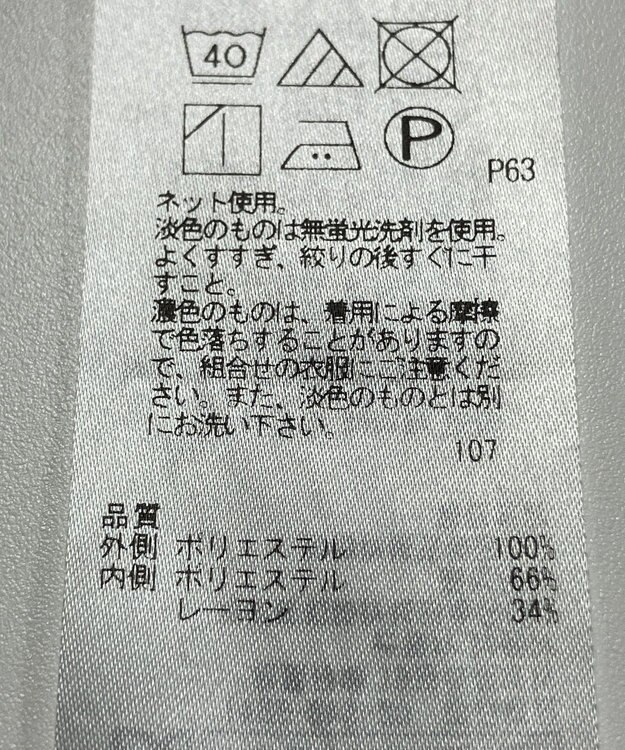 40
P
P63
ネット使用。
淡色のものは無蛍光洗剤を使用。
よくすすぎ、絞りの後すぐに干
すこと。
濃色のものは、着用による摩擦
で色落ちすることがありますの
で、組合せの衣服にご注意くだ
さい。また、淡色のものとは別
にお洗い下さい。
107
品質
外側 ポリエステル 100%
内側 ポリエステル 66%
レーヨン 34%